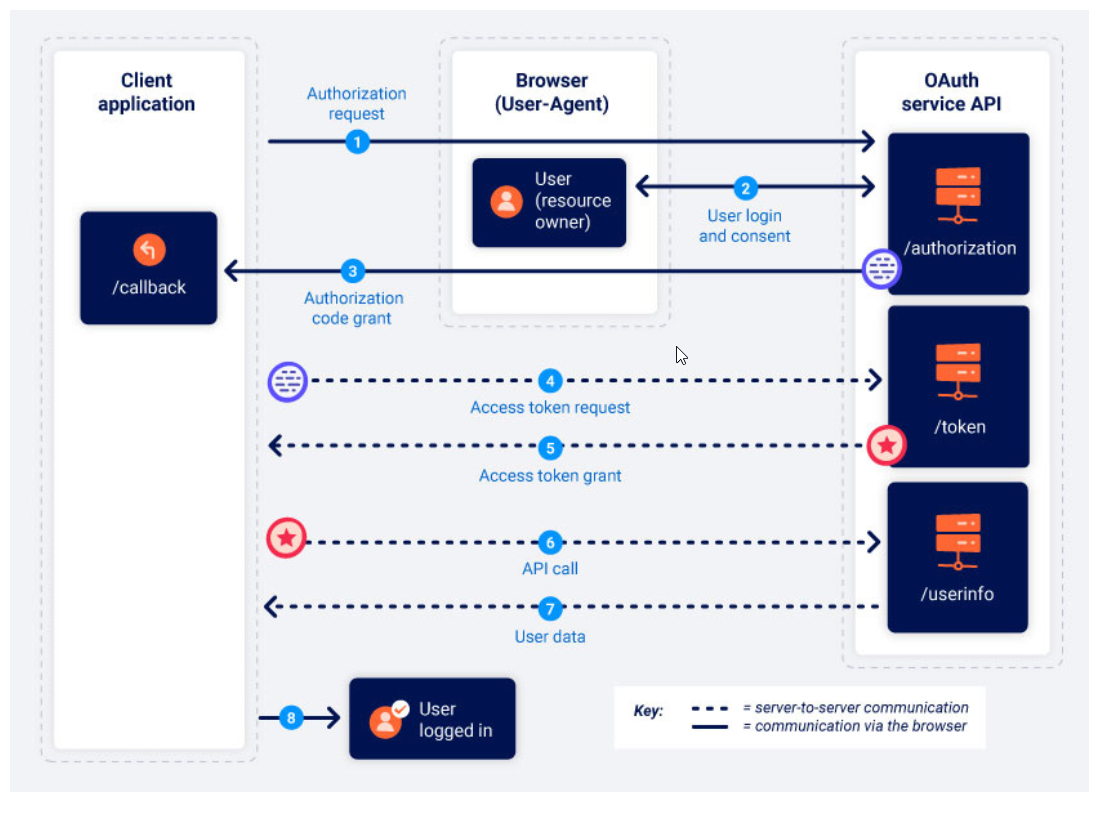 Client
application
Browser
(User-Agent)
OAuth
service API
Authorization
request
1
User
(resource
owner)
2
User login
and consent
/authorization
3
Authorization
code grant
/callback
4
Access token request
/token
5
Access token grant
6
API call
/userinfo
7
User data
8
User
logged in
Key:
= server-to-server communication
= communication via the browser